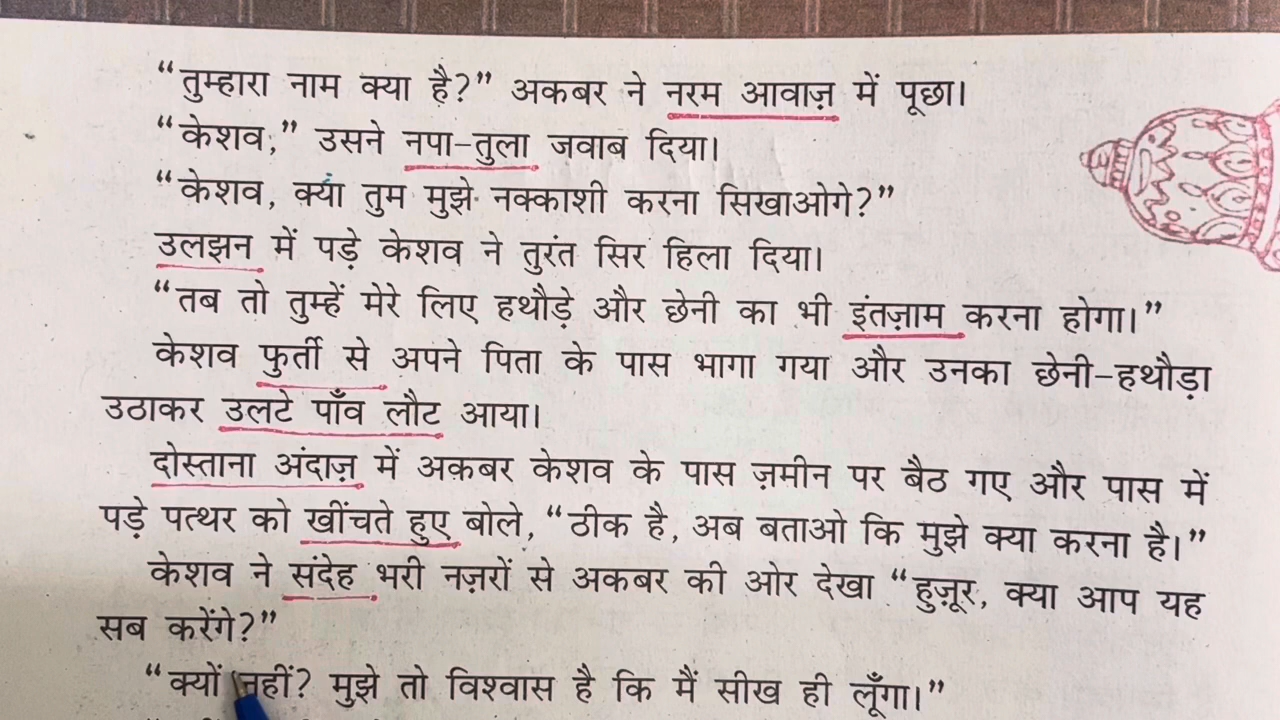 “तुम्हारा नाम क्या है?” अकबर ने नरम आवाज़ में पूछा।
“केशव,” उसने नपा-तुला जवाब दिया।
“केशव, क्या तुम मुझे नक्काशी करना सिखाओगे?”
उलझन में पड़े केशव ने तुरंत सिर हिला दिया।
“तब तो तुम्हें मेरे लिए हथौड़े और छेनी का भी इंतज़ाम करना होगा।”
केशव फुर्ती से अपने पिता के पास भागा गया और उनका छेनी-हथौड़ा
उठाकर उलटे पाँव लौट आया।
दोस्ताना अंदाज़ में अकबर केशव के पास ज़मीन पर बैठ गए और पास में
पड़े पत्थर को खींचते हुए बोले, “ठीक है, अब बताओ कि मुझे क्या करना है।”
केशव ने संदेह भरी नज़रों से अकबर की ओर देखा “हुज़ूर, क्या आप यह
सब करेंगे?”
“क्यों नहीं? मुझे तो विश्वास है कि मैं सीख ही लूँगा।”